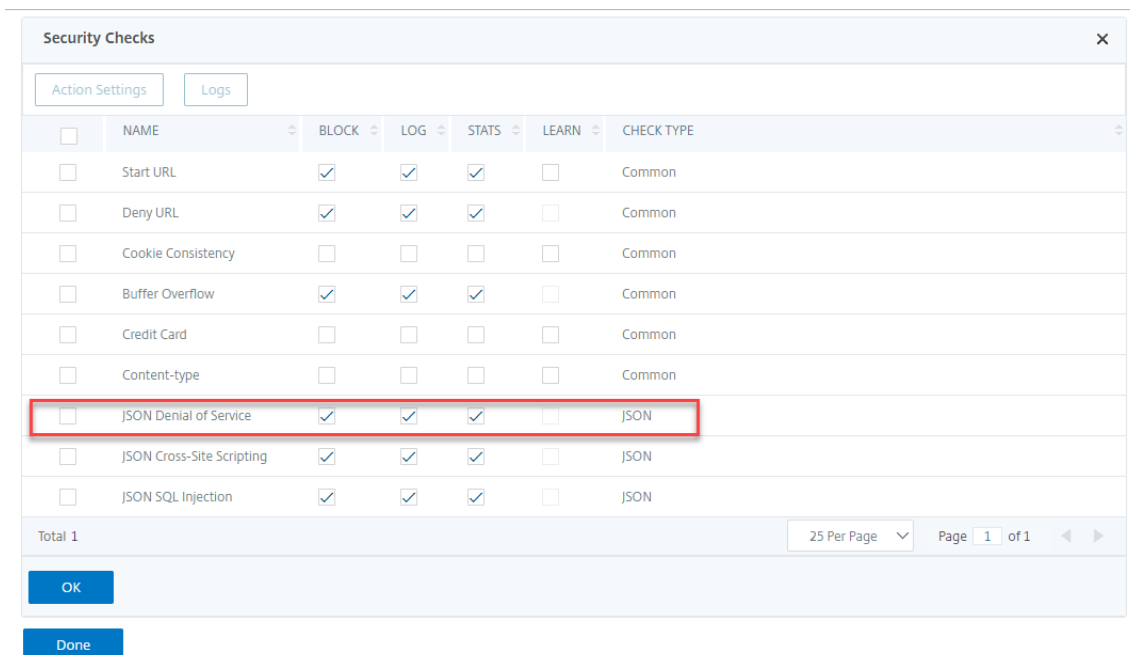 Security Checks
Action Settings Logs
NAME BLOCK LOG STATS LEARN CHECK TYPE
Start URL Common
Deny URL Common
Cookie Consistency Common
Buffer Overflow Common
Credit Card Common
Content-type Common
JSON Denial of Service JSON
JSON Cross-Site Scripting JSON
JSON SQL Injection JSON
Total 1 25 Per Page Page 1 of 1
OK
Done